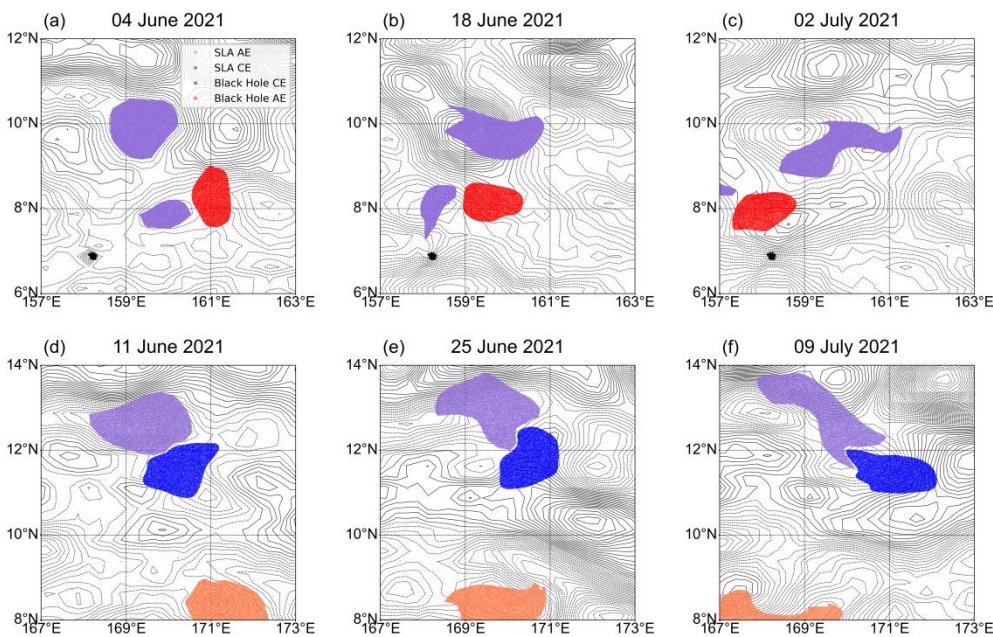 (a) 04 June 2021
(b) 18 June 2021
(c) 02 July 2021
12°N
10°N
8°N
6°N
157°E 159°E 161°E 163°E
SLA AE
SLA CE
Black Hole CE
Black Hole AE
12°N
10°N
8°N
6°N
157°E 159°E 161°E 163°E
12°N
10°N
8°N
6°N
157°E 159°E 161°E 163°E
(d) 11 June 2021
(e) 25 June 2021
(f) 09 July 2021
14°N
12°N
10°N
8°N
167°E 169°E 171°E 173°E
14°N
12°N
10°N
8°N
167°E 169°E 171°E 173°E
14°N
12°N
10°N
8°N
167°E 169°E 171°E 173°E